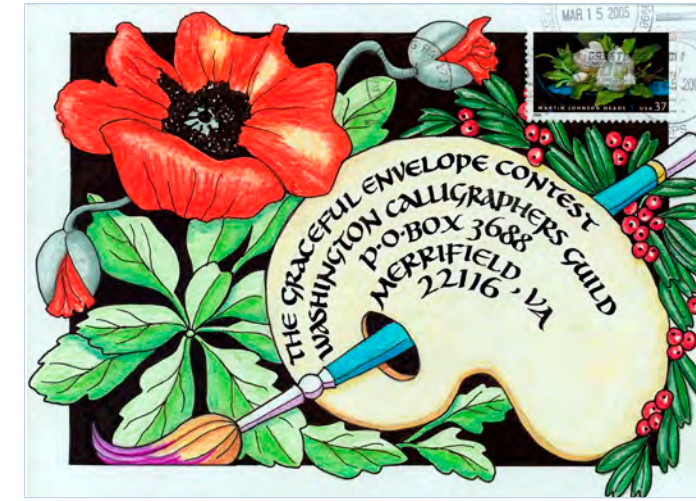 MAR 15 2005
MARTIN JOHNSON HEADE USA 37
THE GRACEFUL ENVELOPE CONTEST
WASHINGTON CALLIGRAPHERS GUILD
P·O·BOX 3688
MERRIFIELD, VA
22116